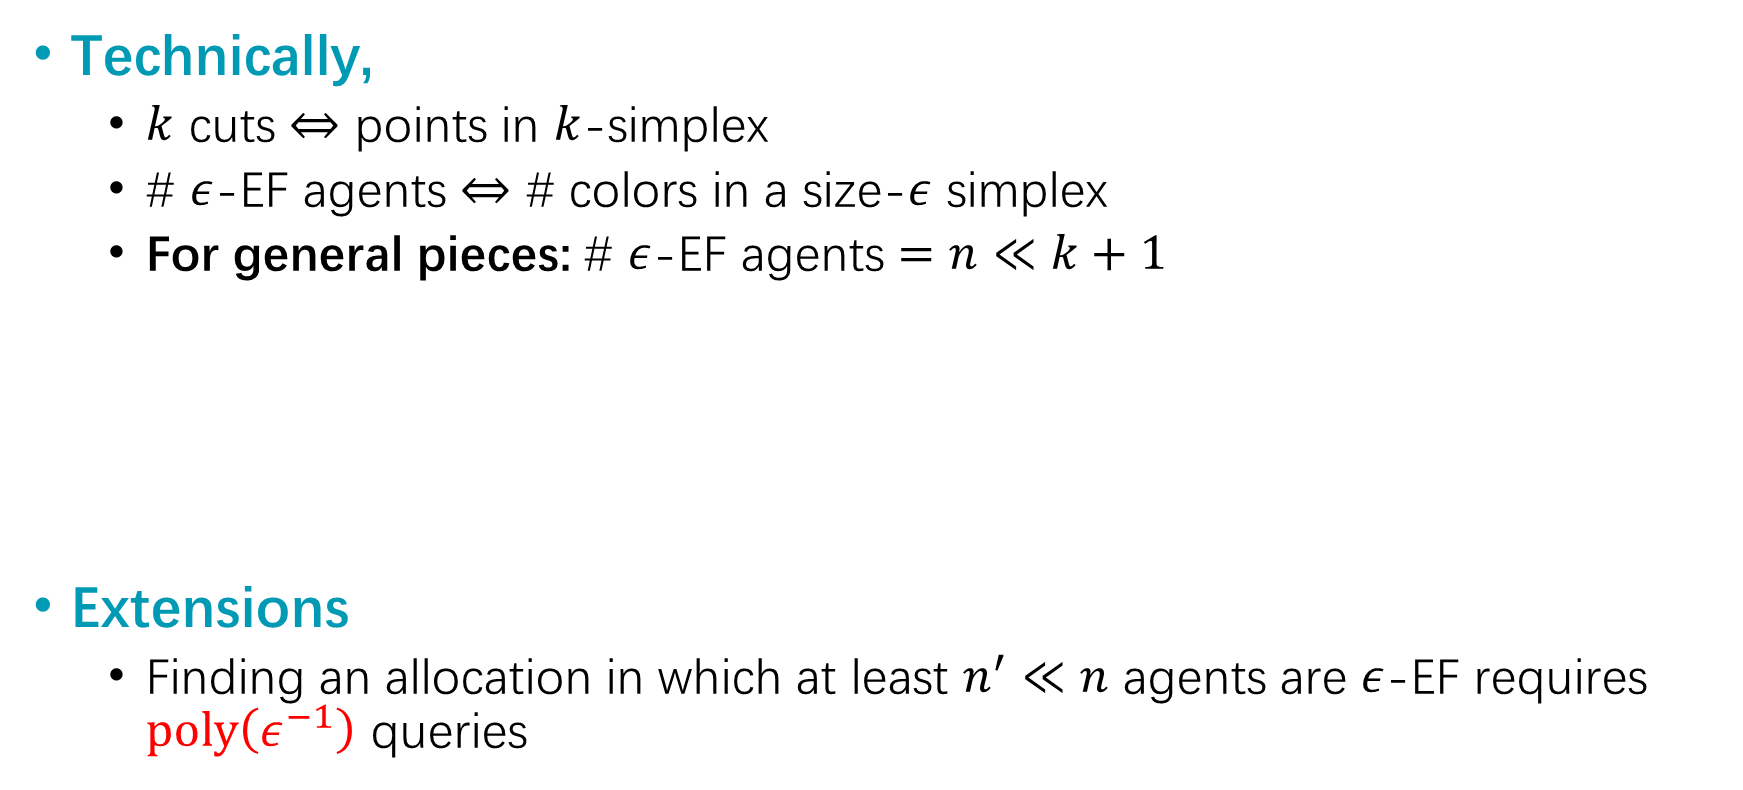 • Technically,
• k cuts ⇔ points in k-simplex
• # ϵ-EF agents ⇔ # colors in a size-ϵ simplex
• For general pieces: # ϵ-EF agents = n ≪ k + 1
• Extensions
• Finding an allocation in which at least n′ ≪ n agents are ϵ-EF requires
poly(ϵ⁻¹) queries